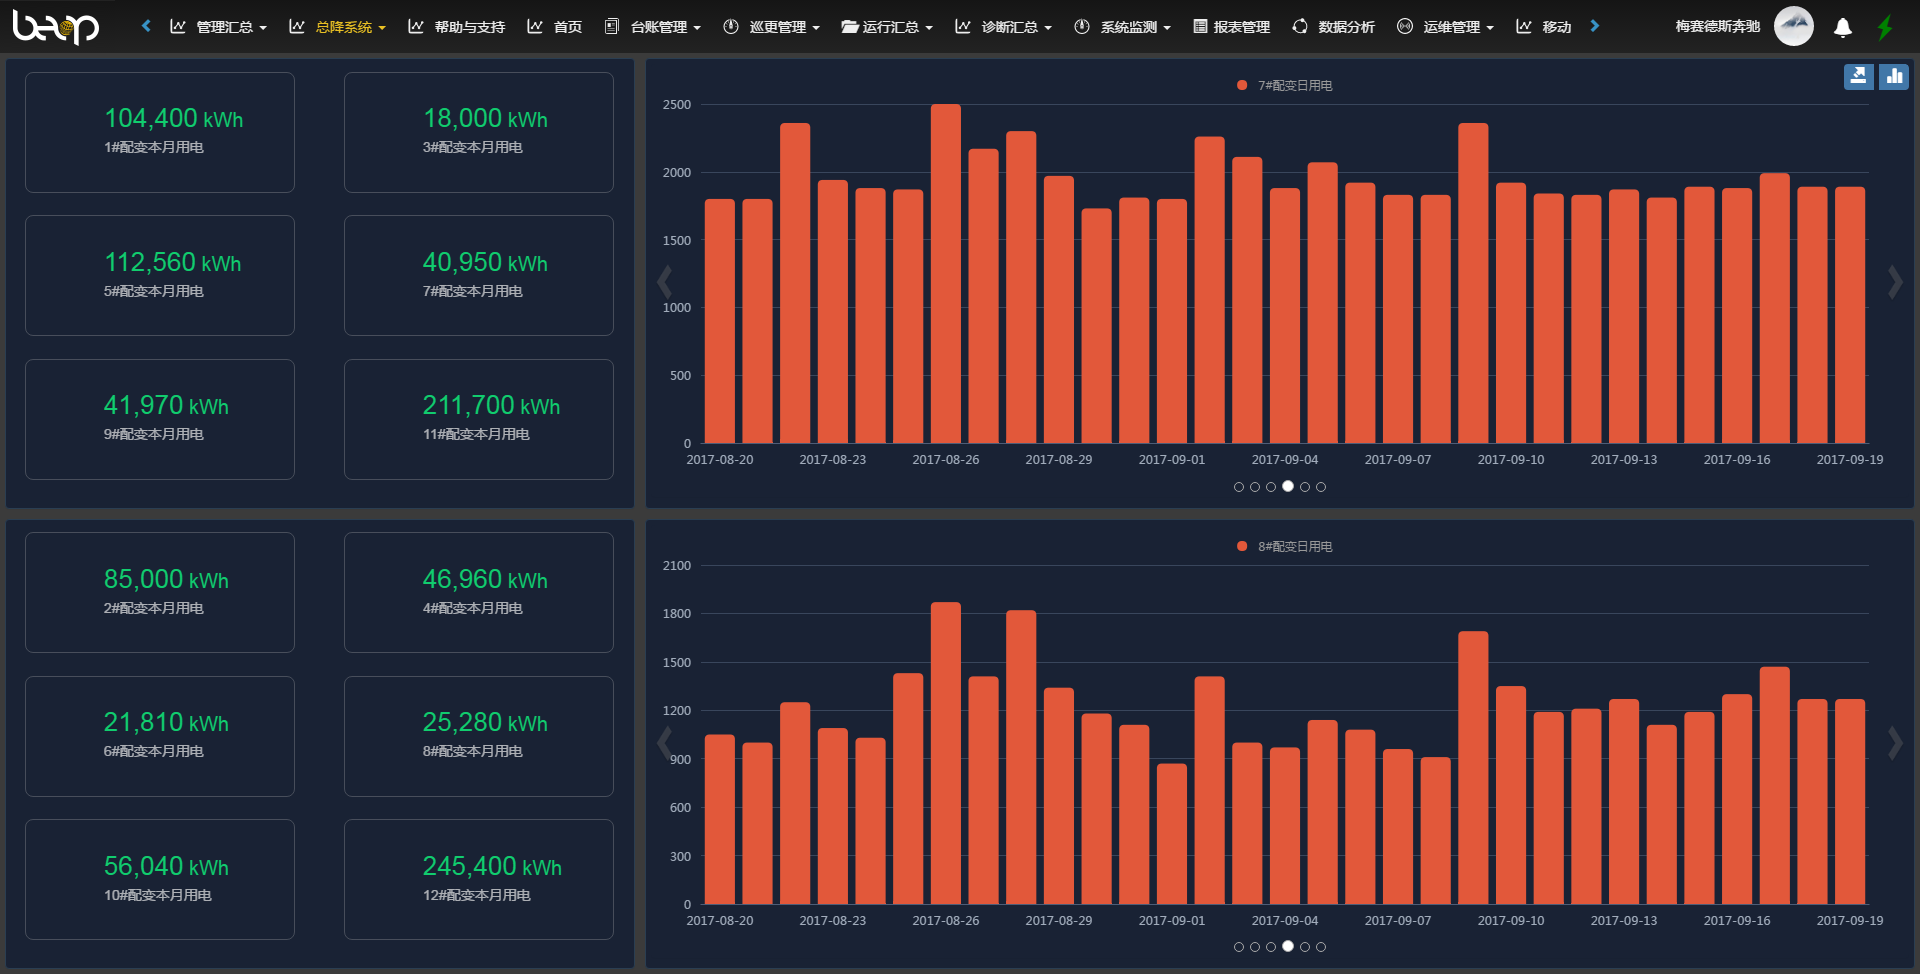 beop
管理汇总 总降系统 帮助与支持 首页 台账管理 巡更管理 运行汇总 诊断汇总 系统监测 报表管理 数据分析 运维管理 移动 梅赛德斯奔驰
104,400 kWh
1#配变本月用电
18,000 kWh
3#配变本月用电
112,560 kWh
5#配变本月用电
40,950 kWh
7#配变本月用电
41,970 kWh
9#配变本月用电
211,700 kWh
11#配变本月用电
7#配变日用电
2500
2000
1500
1000
500
0
2017-08-20 2017-08-23 2017-08-26 2017-08-29 2017-09-01 2017-09-04 2017-09-07 2017-09-10 2017-09-13 2017-09-16 2017-09-19
85,000 kWh
2#配变本月用电
46,960 kWh
4#配变本月用电
21,810 kWh
6#配变本月用电
25,280 kWh
8#配变本月用电
56,040 kWh
10#配变本月用电
245,400 kWh
12#配变本月用电
8#配变日用电
2100
1800
1500
1200
900
600
300
0
2017-08-20 2017-08-23 2017-08-26 2017-08-29 2017-09-01 2017-09-04 2017-09-07 2017-09-10 2017-09-13 2017-09-16 2017-09-19